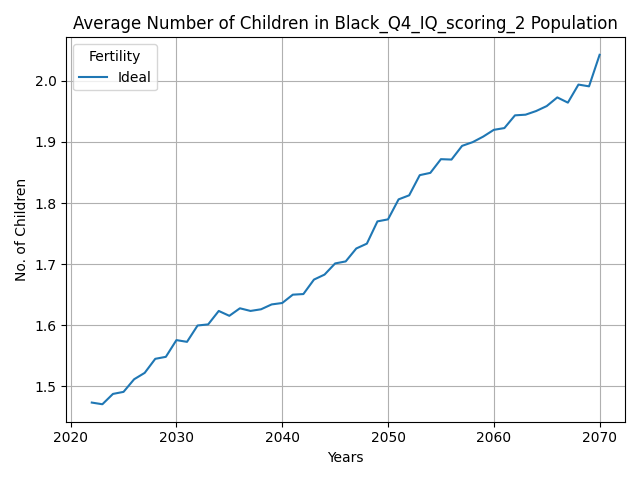 Average Number of Children in Black_Q4_IQ_scoring_2 Population
Fertility
Ideal
No. of Children
2.0
1.9
1.8
1.7
1.6
1.5
2020 2030 2040 2050 2060 2070
Years